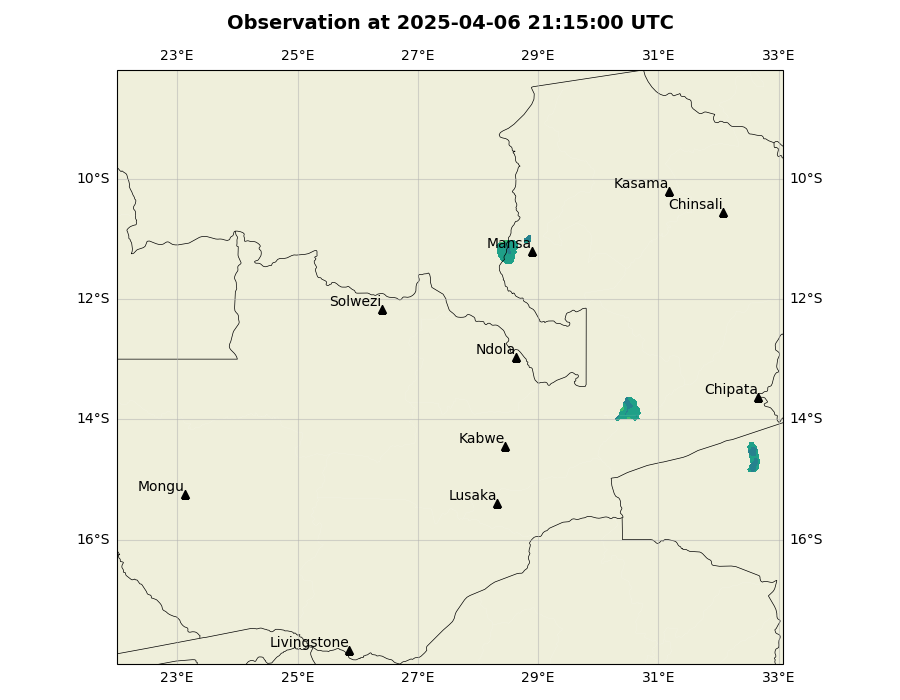 Observation at 2025-04-06 21:15:00 UTC
23°E 25°E 27°E 29°E 31°E 33°E
10°S 10°S
Kasama
Chinsali
Mansa
12°S 12°S
Solwezi
Ndola
Chipata
14°S 14°S
Kabwe
Mongu
Lusaka
16°S 16°S
Livingstone
23°E 25°E 27°E 29°E 31°E 33°E